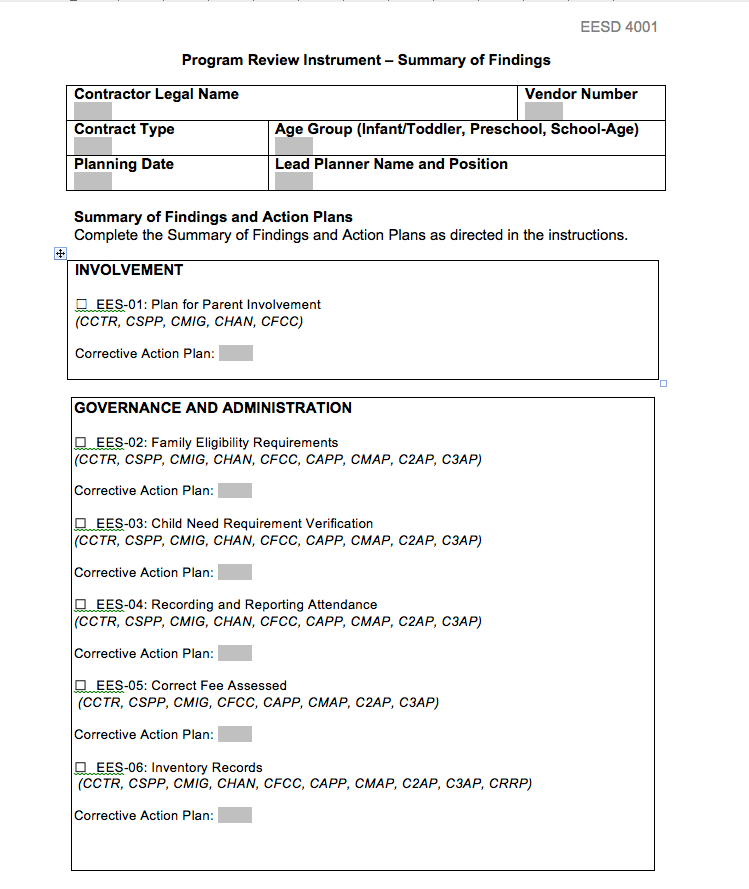 EESD 4001
Program Review Instrument – Summary of Findings
Contractor Legal Name
Vendor Number
Contract Type
Age Group (Infant/Toddler, Preschool, School-Age)
Planning Date
Lead Planner Name and Position
Summary of Findings and Action Plans
Complete the Summary of Findings and Action Plans as directed in the instructions.
INVOLVEMENT
☐ EES-01: Plan for Parent Involvement
(CCTR, CSPP, CMIG, CHAN, CFCC)
Corrective Action Plan:
GOVERNANCE AND ADMINISTRATION
☐ EES-02: Family Eligibility Requirements
(CCTR, CSPP, CMIG, CHAN, CFCC, CAPP, CMAP, C2AP, C3AP)
Corrective Action Plan:
☐ EES-03: Child Need Requirement Verification
(CCTR, CSPP, CMIG, CHAN, CFCC, CAPP, CMAP, C2AP, C3AP)
Corrective Action Plan:
☐ EES-04: Recording and Reporting Attendance
(CCTR, CSPP, CMIG, CHAN, CFCC, CAPP, CMAP, C2AP, C3AP)
Corrective Action Plan:
☐ EES-05: Correct Fee Assessed
(CCTR, CSPP, CMIG, CFCC, CAPP, CMAP, C2AP, C3AP)
Corrective Action Plan:
☐ EES-06: Inventory Records
(CCTR, CSPP, CMIG, CHAN, CFCC, CAPP, CMAP, C2AP, C3AP, CRRP)
Corrective Action Plan: